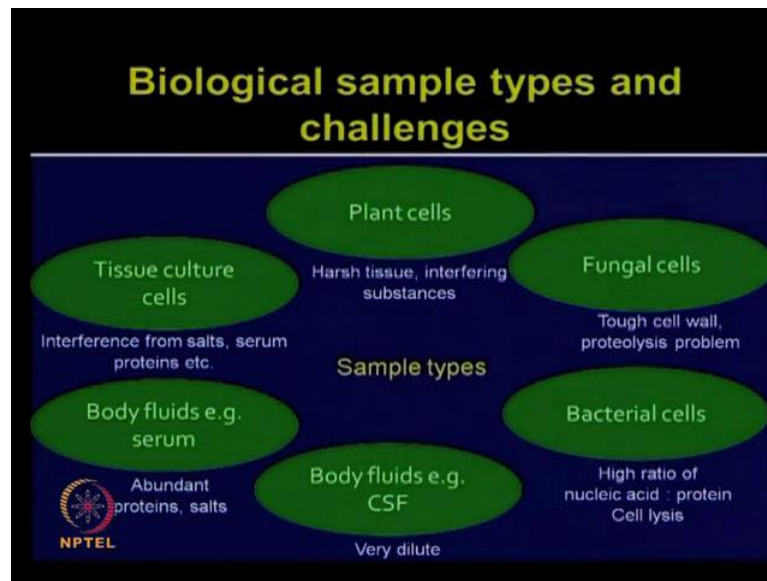 Biological sample types and
challenges
Plant cells
Harsh tissue, interfering
substances
Fungal cells
Tough cell wall,
proteolysis problem
Bacterial cells
High ratio of
nucleic acid : protein
Cell lysis
Body fluids e.g.
CSF
Very dilute
Body fluids e.g.
serum
Abundant
proteins, salts
Tissue culture
cells
Interference from salts, serum
proteins etc.
Sample types
NPTEL